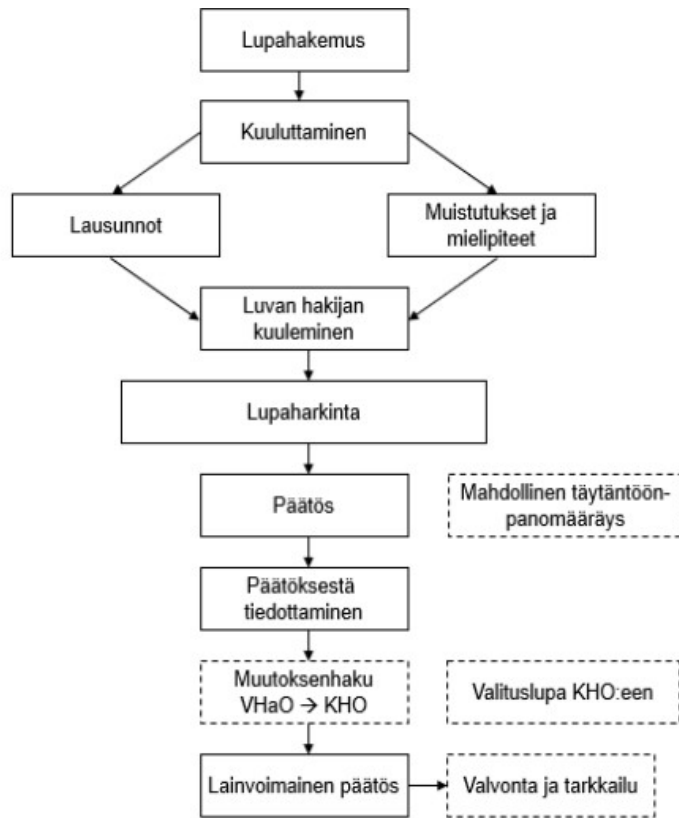 Lupahakemus
Kuuluttaminen
Lausunnot
Muistutukset ja
mielipiteet
Luvan hakijan
kuuleminen
Lupaharkinta
Päätös
Mahdollinen täytäntöön-
panomääräys
Päätöksestä
tiedottaminen
Muutoksenhaku
VHaO → KHO
Valituslupa KHO:een
Lainvoimainen päätös
Valvonta ja tarkkailu